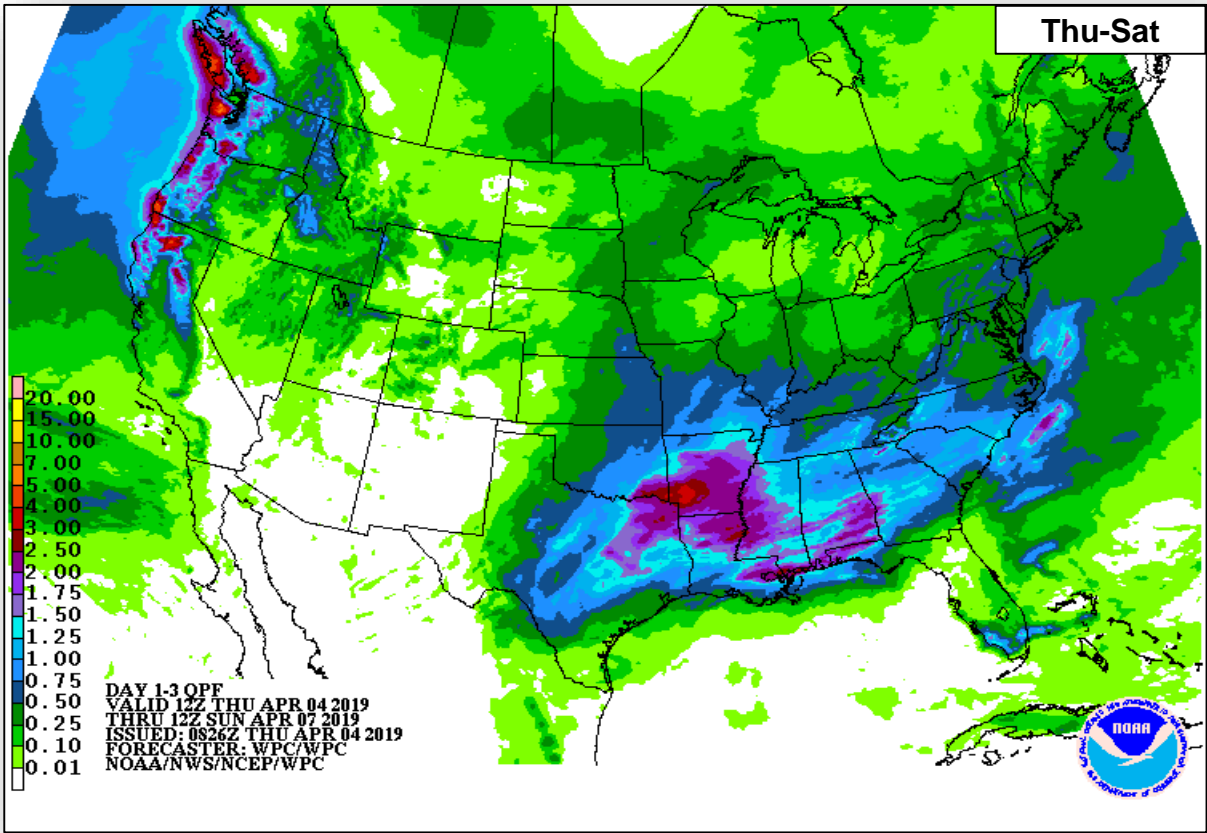 Thu-Sat
20.00
15.00
10.00
7.00
5.00
4.00
3.00
2.50
2.00
1.75
1.50
1.25
1.00
0.75
0.50
0.25
0.10
0.01
DAY 1-3 QPF
VALID 12Z THU APR 04 2019
THRU 12Z SUN APR 07 2019
ISSUED: 0826Z THU APR 04 2019
FORECASTER: WPC/WPC
NOAA/NWS/NCEP/WPC
NOAA